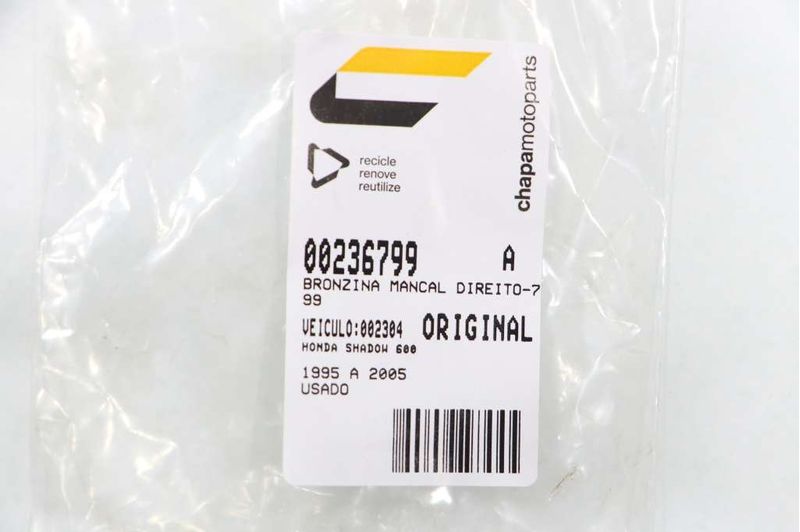 chapamotoparts
recicle
renove
reutilize
00236799 A
BRONZINA MANCAL DIREITO-7
99
VEICULO:002304 ORIGINAL
HONDA SHADOW 600
1995 A 2005
USADO